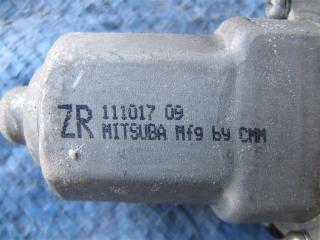 ZR 111017 09
MITSUBA Mfg by CMM